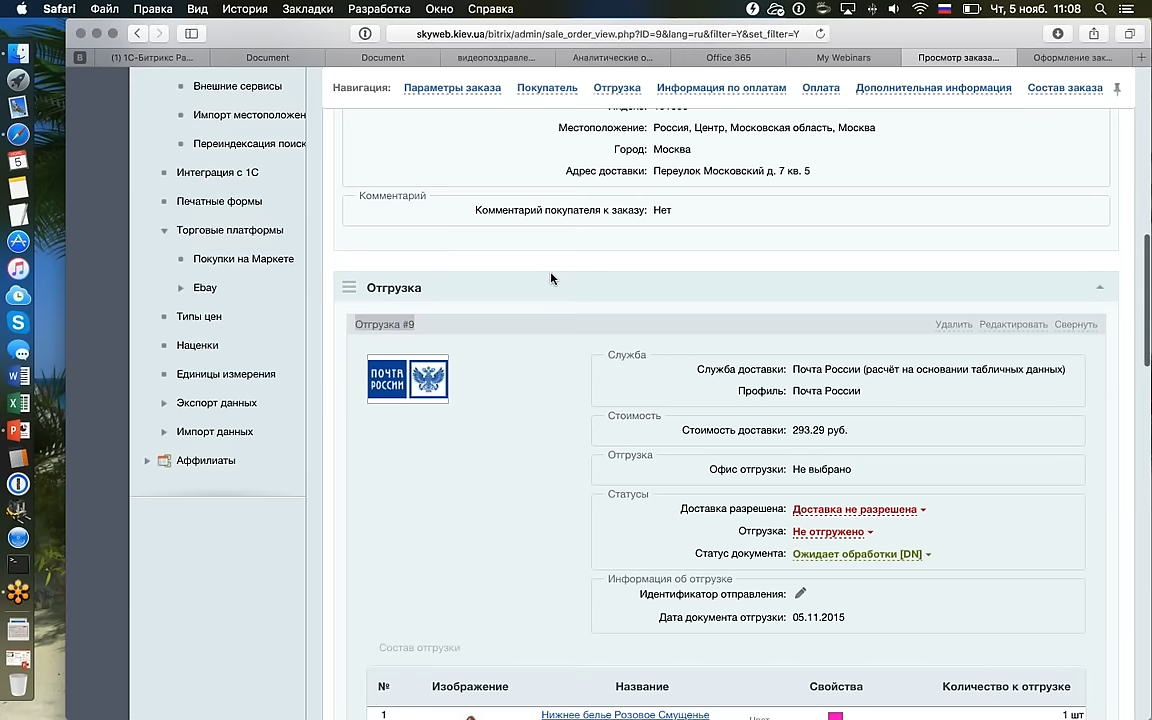 Safari Файл Правка Вид История Закладки Разработка Окно Справка Чт, 5 нояб. 11:08
skyweb.kiev.ua/bitrix/admin/sale_order_view.php?ID=9&lang=ru&filter=Y&set_filter=Y
B (1) 1С-Битрикс Ра... Document Document видеопоздравле... Аналитические о... Office 365 My Webinars Просмотр заказа... Оформление зак...
Внешние сервисы
Импорт местоположен
Переиндексация поиск
Интеграция с 1С
Печатные формы
Торговые платформы
Покупки на Маркете
Ebay
Типы цен
Наценки
Единицы измерения
Экспорт данных
Импорт данных
Аффилиаты
Навигация: Параметры заказа Покупатель Отгрузка Информация по оплатам Оплата Дополнительная информация Состав заказа
Местоположение: Россия, Центр, Московская область, Москва
Город: Москва
Адрес доставки: Переулок Московский д. 7 кв. 5
Комментарий
Комментарий покупателя к заказу: Нет
Отгрузка
Отгрузка #9 Удалить Редактировать Свернуть
ПОЧТА
РОССИИ
Служба
Служба доставки: Почта России (расчёт на основании табличных данных)
Профиль: Почта России
Стоимость
Стоимость доставки: 293.29 руб.
Отгрузка
Офис отгрузки: Не выбрано
Статусы
Доставка разрешена: Доставка не разрешена
Отгрузка: Не отгружено
Статус документа: Ожидает обработки [DN]
Информация об отгрузке
Идентификатор отправления:
Дата документа отгрузки: 05.11.2015
Состав отгрузки
№ Изображение Название Свойства Количество к отгрузке
1 Нижнее белье Розовое Смущенье 1 шт